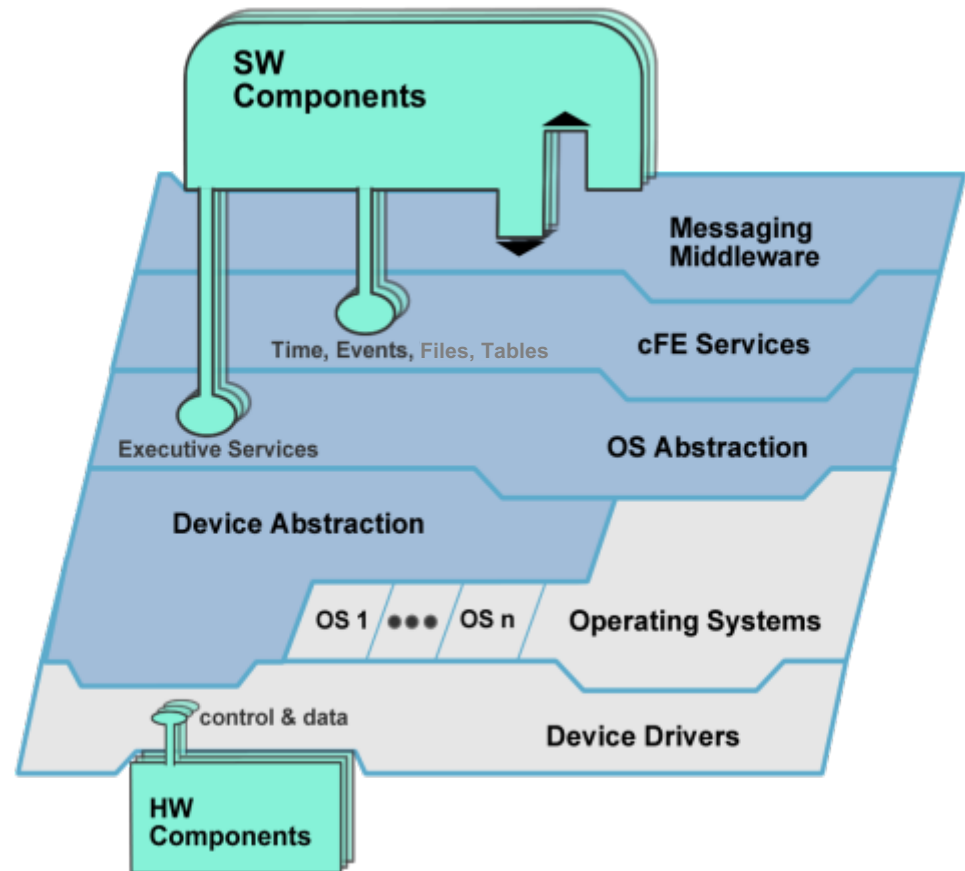 SW
Components
Messaging
Middleware
Time, Events, Files, Tables
cFE Services
Executive Services
OS Abstraction
Device Abstraction
OS 1 ●●● OS n
Operating Systems
control & data
Device Drivers
HW
Components